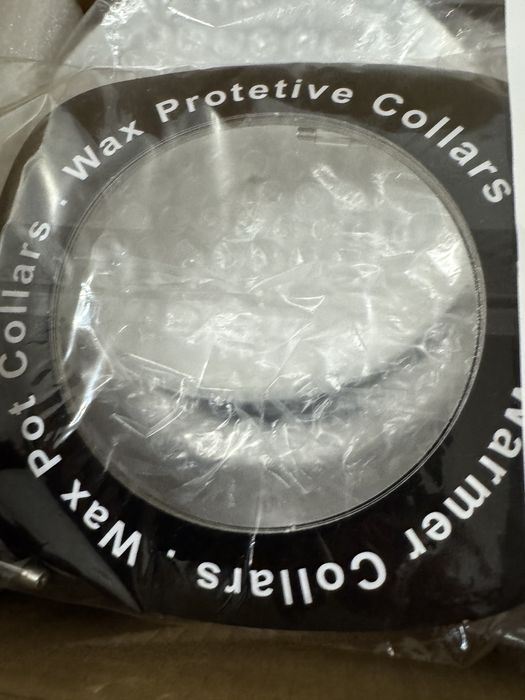 Wax Protetive Collars
Warmer Collars .
Wax Pot Collars .